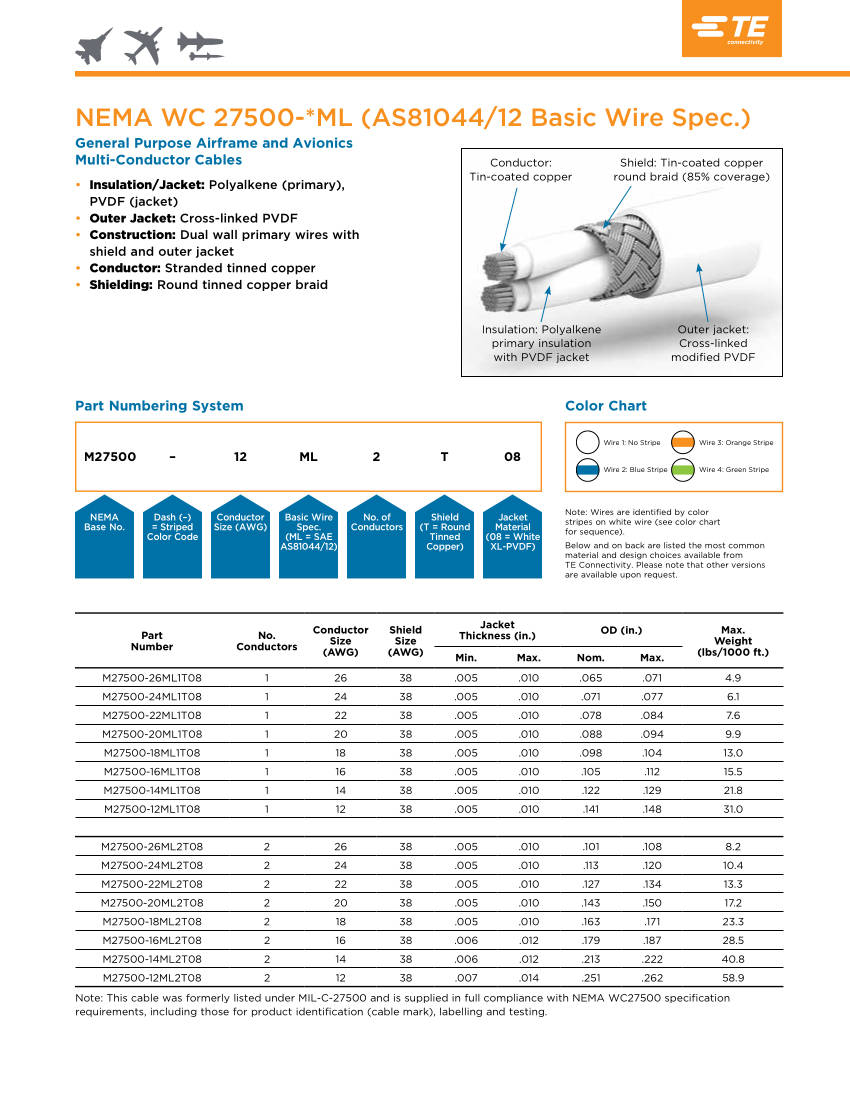 TE
connectivity
NEMA WC 27500-*ML (AS81044/12 Basic Wire Spec.)
General Purpose Airframe and Avionics
Multi-Conductor Cables
• Insulation/Jacket: Polyalkene (primary),
PVDF (jacket)
• Outer Jacket: Cross-linked PVDF
• Construction: Dual wall primary wires with
shield and outer jacket
• Conductor: Stranded tinned copper
• Shielding: Round tinned copper braid
Conductor:
Tin-coated copper
Shield: Tin-coated copper
round braid (85% coverage)
Insulation: Polyalkene
primary insulation
with PVDF jacket
Outer jacket:
Cross-linked
modified PVDF
Part Numbering System
M27500 – 12 ML 2 T 08
NEMA
Base No.
Dash (–)
= Striped
Color Code
Conductor
Size (AWG)
Basic Wire
Spec.
(ML = SAE
AS81044/12)
No. of
Conductors
Shield
(T = Round
Tinned
Copper)
Jacket
Material
(08 = White
XL-PVDF)
Color Chart
Wire 1: No Stripe
Wire 3: Orange Stripe
Wire 2: Blue Stripe
Wire 4: Green Stripe
Note: Wires are identified by color
stripes on white wire (see color chart
for sequence).
Below and on back are listed the most common
material and design choices available from
TE Connectivity. Please note that other versions
are available upon request.
Part
Number
No.
Conductors
Conductor
Size
(AWG)
Shield
Size
(AWG)
Jacket
Thickness (in.)
Min. Max.
OD (in.)
Nom. Max.
Max.
Weight
(lbs/1000 ft.)
M27500-26ML1T08 1 26 38 .005 .010 .065 .071 4.9
M27500-24ML1T08 1 24 38 .005 .010 .071 .077 6.1
M27500-22ML1T08 1 22 38 .005 .010 .078 .084 7.6
M27500-20ML1T08 1 20 38 .005 .010 .088 .094 9.9
M27500-18ML1T08 1 18 38 .005 .010 .098 .104 13.0
M27500-16ML1T08 1 16 38 .005 .010 .105 .112 15.5
M27500-14ML1T08 1 14 38 .005 .010 .122 .129 21.8
M27500-12ML1T08 1 12 38 .005 .010 .141 .148 31.0
M27500-26ML2T08 2 26 38 .005 .010 .101 .108 8.2
M27500-24ML2T08 2 24 38 .005 .010 .113 .120 10.4
M27500-22ML2T08 2 22 38 .005 .010 .127 .134 13.3
M27500-20ML2T08 2 20 38 .005 .010 .143 .150 17.2
M27500-18ML2T08 2 18 38 .005 .010 .163 .171 23.3
M27500-16ML2T08 2 16 38 .006 .012 .179 .187 28.5
M27500-14ML2T08 2 14 38 .006 .012 .213 .222 40.8
M27500-12ML2T08 2 12 38 .007 .014 .251 .262 58.9
Note: This cable was formerly listed under MIL-C-27500 and is supplied in full compliance with NEMA WC27500 specification
requirements, including those for product identification (cable mark), labelling and testing.